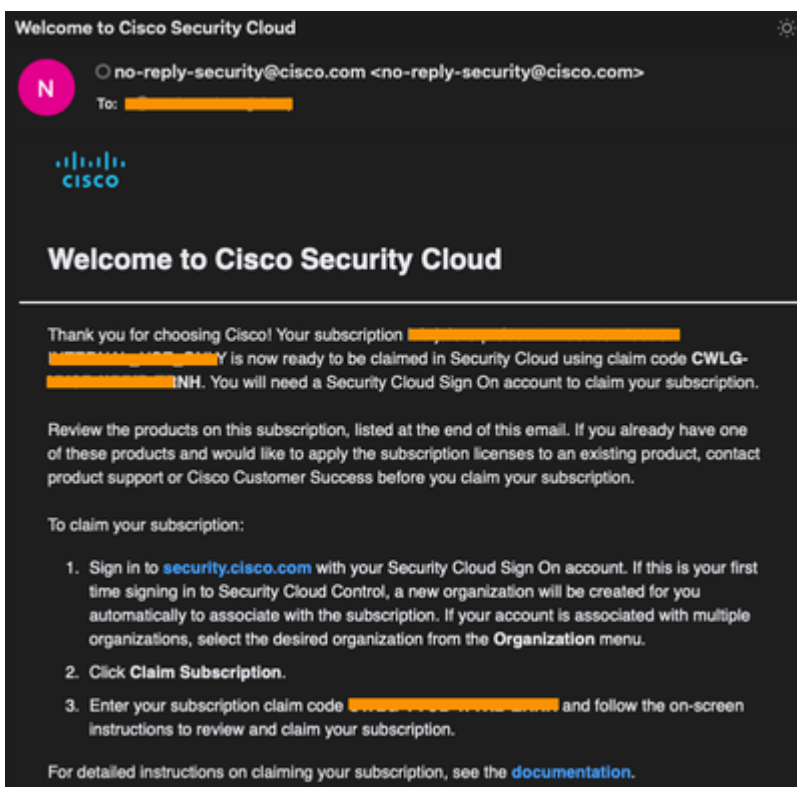 Welcome to Cisco Security Cloud
N
no-reply-security@cisco.com <no-reply-security@cisco.com>
To:
CISCO
Welcome to Cisco Security Cloud
Thank you for choosing Cisco! Your subscription
Y is now ready to be claimed in Security Cloud using claim code CWLG-
NH. You will need a Security Cloud Sign On account to claim your subscription.
Review the products on this subscription, listed at the end of this email. If you already have one
of these products and would like to apply the subscription licenses to an existing product, contact
product support or Cisco Customer Success before you claim your subscription.
To claim your subscription:
1. Sign in to security.cisco.com with your Security Cloud Sign On account. If this is your first
time signing in to Security Cloud Control, a new organization will be created for you
automatically to associate with the subscription. If your account is associated with multiple
organizations, select the desired organization from the Organization menu.
2. Click Claim Subscription.
3. Enter your subscription claim code and follow the on-screen
instructions to review and claim your subscription.
For detailed instructions on claiming your subscription, see the documentation.